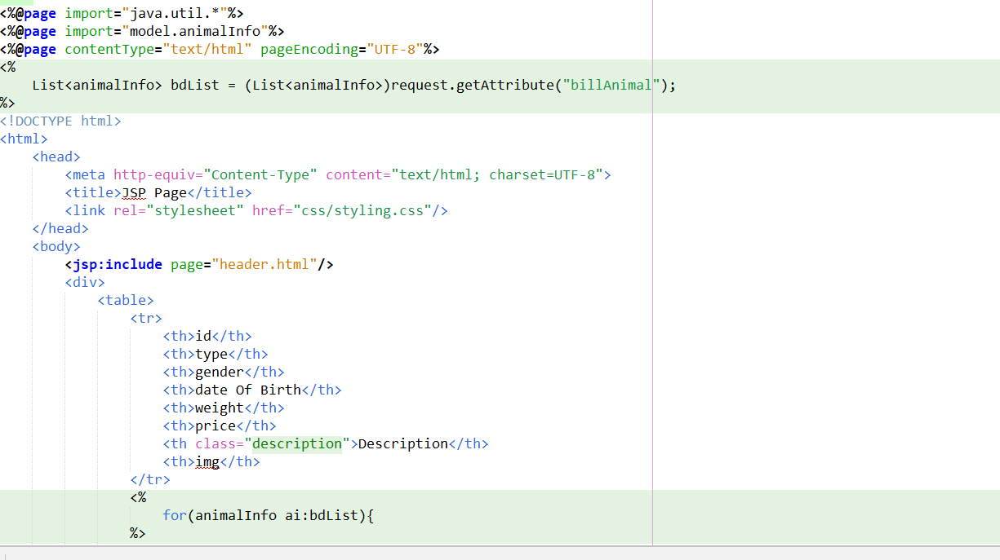 <%@page import="java.util.*"%>
<%@page import="model.animalInfo"%>
<%@page contentType="text/html" pageEncoding="UTF-8"%>
<%
    List<animalInfo> bdList = (List<animalInfo>)request.getAttribute("billAnimal");
%>
<!DOCTYPE html>
<html>
    <head>
        <meta http-equiv="Content-Type" content="text/html; charset=UTF-8">
        <title>JSP Page</title>
        <link rel="stylesheet" href="css/styling.css"/>
    </head>
    <body>
        <jsp:include page="header.html"/>
        <div>
            <table>
                <tr>
                    <th>id</th>
                    <th>type</th>
                    <th>gender</th>
                    <th>date Of Birth</th>
                    <th>weight</th>
                    <th>price</th>
                    <th class="description">Description</th>
                    <th>img</th>
                </tr>
                <%
                    for(animalInfo ai:bdList){
                %>